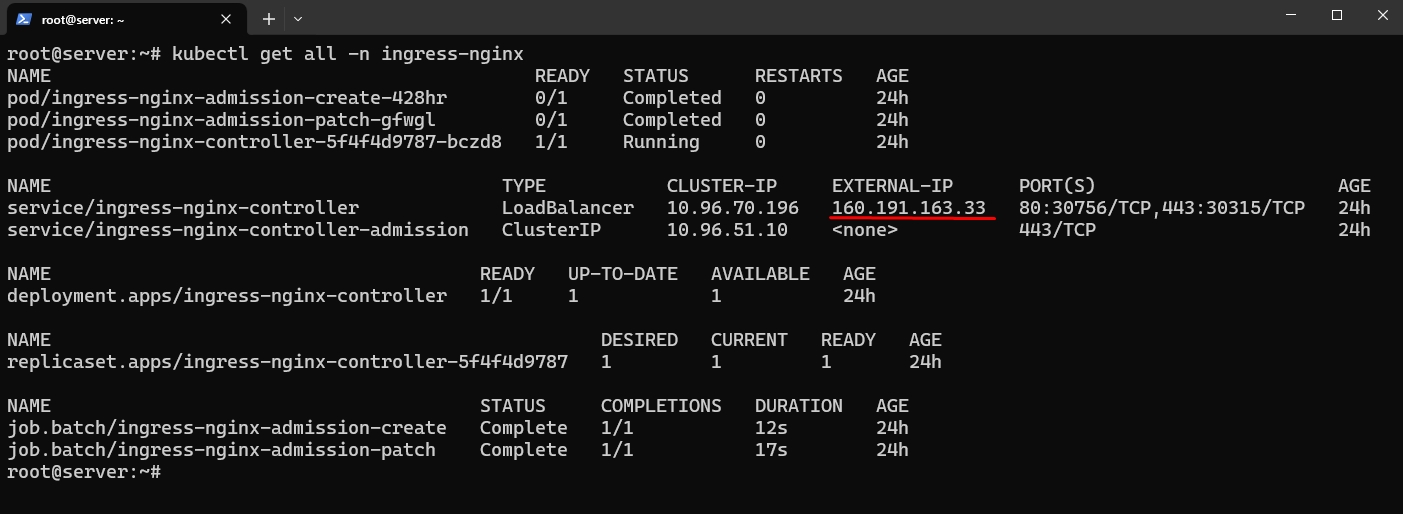 root@server: ~
root@server:~# kubectl get all -n ingress-nginx
NAME READY STATUS RESTARTS AGE
pod/ingress-nginx-admission-create-428hr 0/1 Completed 0 24h
pod/ingress-nginx-admission-patch-gfwgl 0/1 Completed 0 24h
pod/ingress-nginx-controller-5f4f4d9787-bczd8 1/1 Running 0 24h
NAME TYPE CLUSTER-IP EXTERNAL-IP PORT(S) AGE
service/ingress-nginx-controller LoadBalancer 10.96.70.196 160.191.163.33 80:30756/TCP,443:30315/TCP 24h
service/ingress-nginx-controller-admission ClusterIP 10.96.51.10 <none> 443/TCP 24h
NAME READY UP-TO-DATE AVAILABLE AGE
deployment.apps/ingress-nginx-controller 1/1 1 1 24h
NAME DESIRED CURRENT READY AGE
replicaset.apps/ingress-nginx-controller-5f4f4d9787 1 1 1 24h
NAME STATUS COMPLETIONS DURATION AGE
job.batch/ingress-nginx-admission-create Complete 1/1 12s 24h
job.batch/ingress-nginx-admission-patch Complete 1/1 17s 24h
root@server:~#